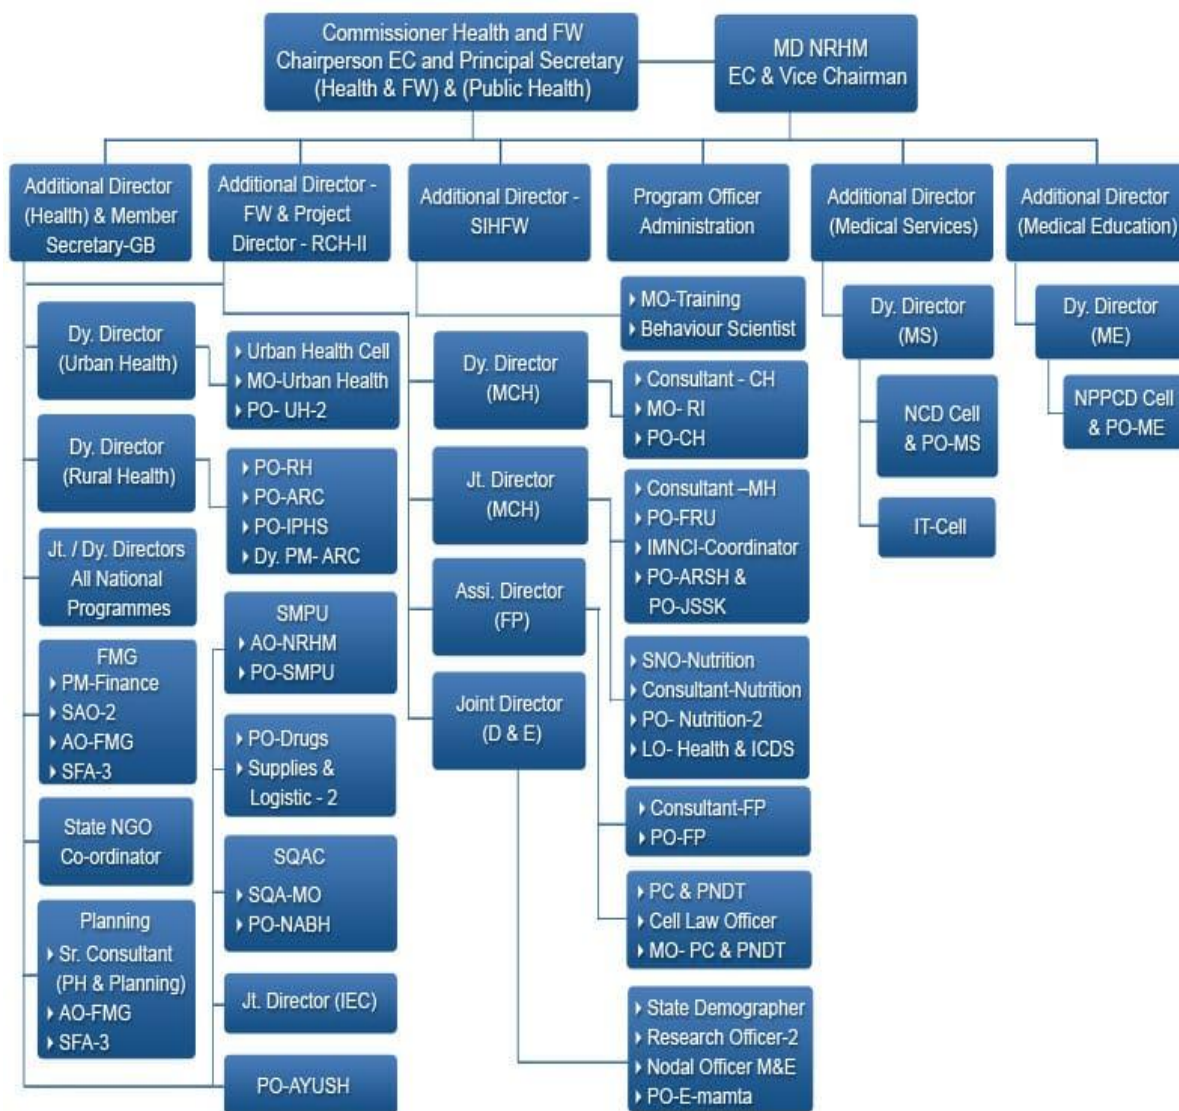 Commissioner Health and FW
Chairperson EC and Principal Secretary
(Health & FW) & (Public Health)
MD NRHM
EC & Vice Chairman
Additional Director
(Health) & Member
Secretary-GB
Additional Director -
FW & Project
Director - RCH-II
Additional Director -
SIHFW
Program Officer
Administration
Additional Director
(Medical Services)
Additional Director
(Medical Education)
Dy. Director
(Urban Health)
Dy. Director
(Rural Health)
Jt. / Dy. Directors
All National
Programmes
FMG
PM-Finance
SAO-2
AO-FMG
SFA-3
State NGO
Co-ordinator
Planning
Sr. Consultant
(PH & Planning)
AO-FMG
SFA-3
Urban Health Cell
MO-Urban Health
PO- UH-2
PO-RH
PO-ARC
PO-IPHS
Dy. PM- ARC
SMPU
AO-NRHM
PO-SMPU
PO-Drugs
Supplies &
Logistic - 2
SQAC
SQA-MO
PO-NABH
Jt. Director (IEC)
PO-AYUSH
Dy. Director
(MCH)
Jt. Director
(MCH)
Assi. Director
(FP)
Joint Director
(D & E)
MO-Training
Behaviour Scientist
Consultant - CH
MO- RI
PO-CH
Consultant –MH
PO-FRU
IMNCI-Coordinator
PO-ARSH &
PO-JSSK
SNO-Nutrition
Consultant-Nutrition
PO- Nutrition-2
LO- Health & ICDS
Consultant-FP
PO-FP
PC & PNDT
Cell Law Officer
MO- PC & PNDT
State Demographer
Research Officer-2
Nodal Officer M&E
PO-E-mamta
Dy. Director
(MS)
NCD Cell
& PO-MS
IT-Cell
Dy. Director
(ME)
NPPCD Cell
& PO-ME